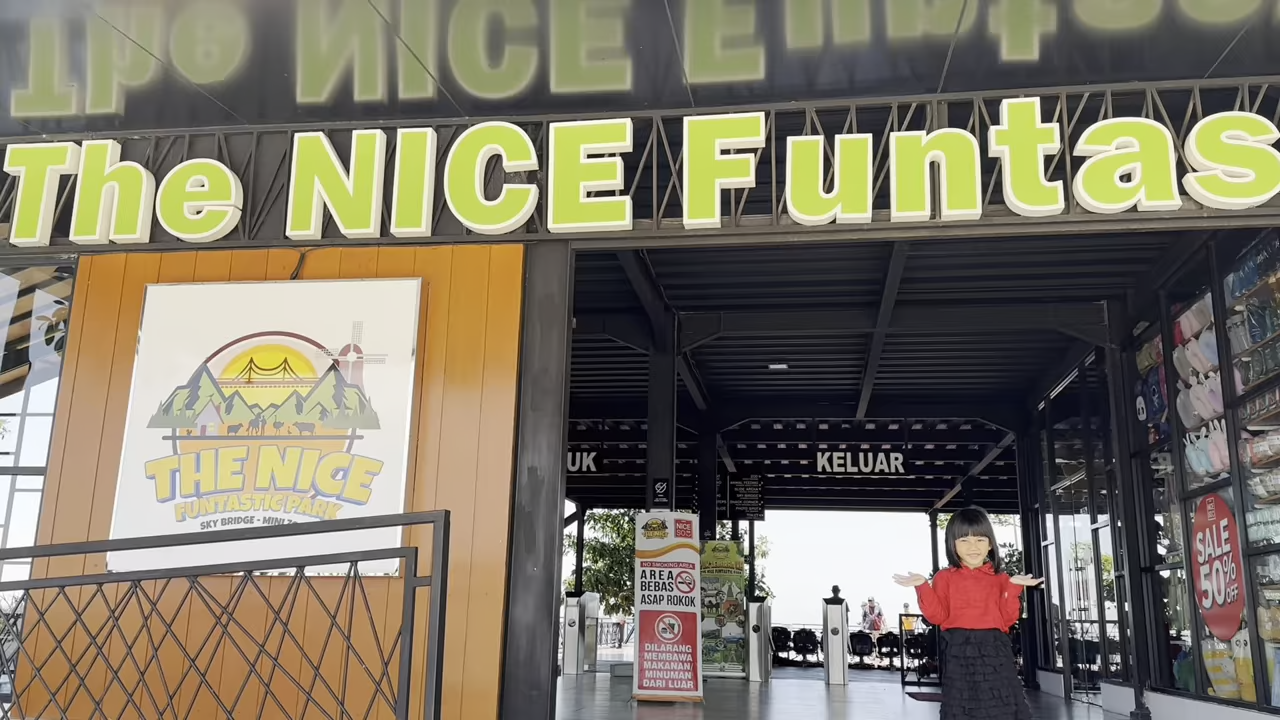 The NICE Funtas
THE NICE
FUNTASTIC PARK
SKY BRIDGE - MINI
UK
KELUAR
NO SMOKING AREA
AREA
BEBAS
ASAP ROKOK
DILARANG
MEMBAWA
MAKANAN
MINUMAN
DARI LUAR
SALE
50%
OFF